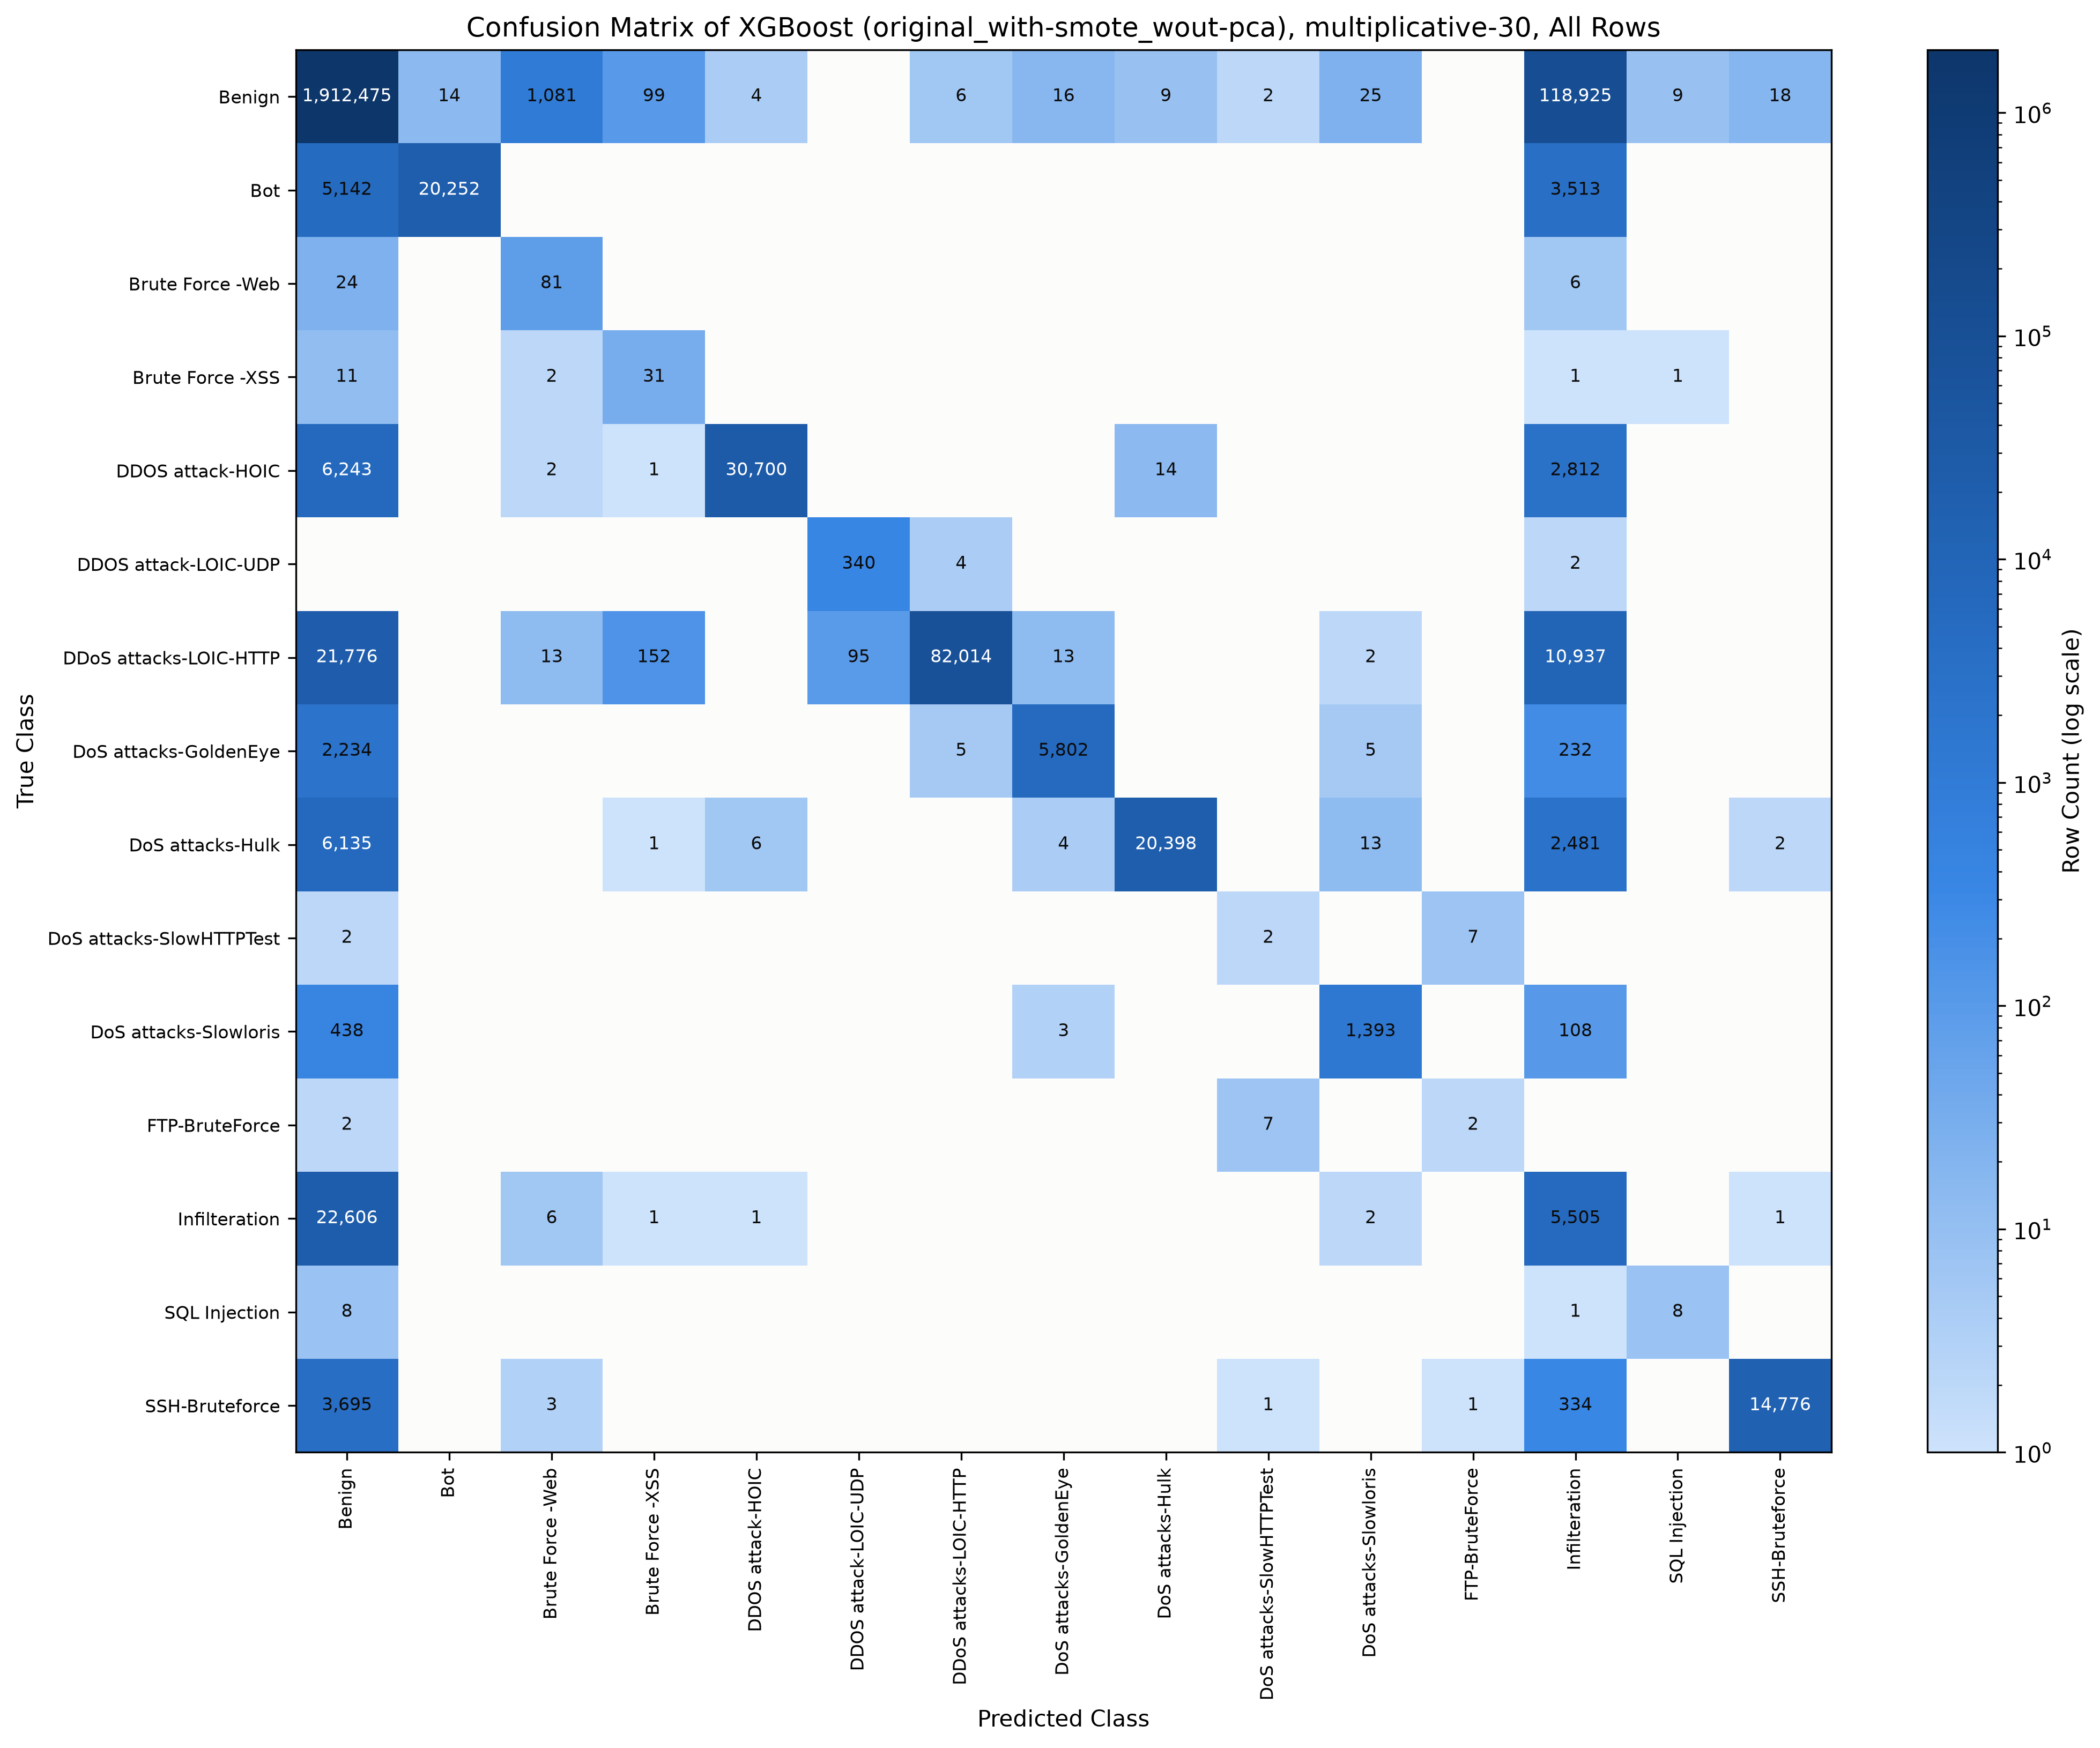 Confusion Matrix of XGBoost (original_with-smote_wout-pca), multiplicative-30, All Rows
True Class
Benign 1,912,475 14 1,081 99 4 6 16 9 2 25 118,925 9 18
Bot 5,142 20,252 3,513
Brute Force -Web 24 81 6
Brute Force -XSS 11 2 31 1 1
DDOS attack-HOIC 6,243 2 1 30,700 14 2,812
DDOS attack-LOIC-UDP 340 4 2
DDoS attacks-LOIC-HTTP 21,776 13 152 95 82,014 13 2 10,937
DoS attacks-GoldenEye 2,234 5 5,802 5 232
DoS attacks-Hulk 6,135 1 6 4 20,398 13 2,481 2
DoS attacks-SlowHTTPTest 2 2 7
DoS attacks-Slowloris 438 3 1,393 108
FTP-BruteForce 2 7 2
Infilteration 22,606 6 1 1 2 5,505 1
SQL Injection 8 1 8
SSH-Bruteforce 3,695 3 1 1 334 14,776
Benign
Bot
Brute Force -Web
Brute Force -XSS
DDOS attack-HOIC
DDOS attack-LOIC-UDP
DDoS attacks-LOIC-HTTP
DoS attacks-GoldenEye
DoS attacks-Hulk
DoS attacks-SlowHTTPTest
DoS attacks-Slowloris
FTP-BruteForce
Infilteration
SQL Injection
SSH-Bruteforce
Predicted Class
10⁶
10⁵
10⁴
10³
10²
10¹
10⁰
Row Count (log scale)